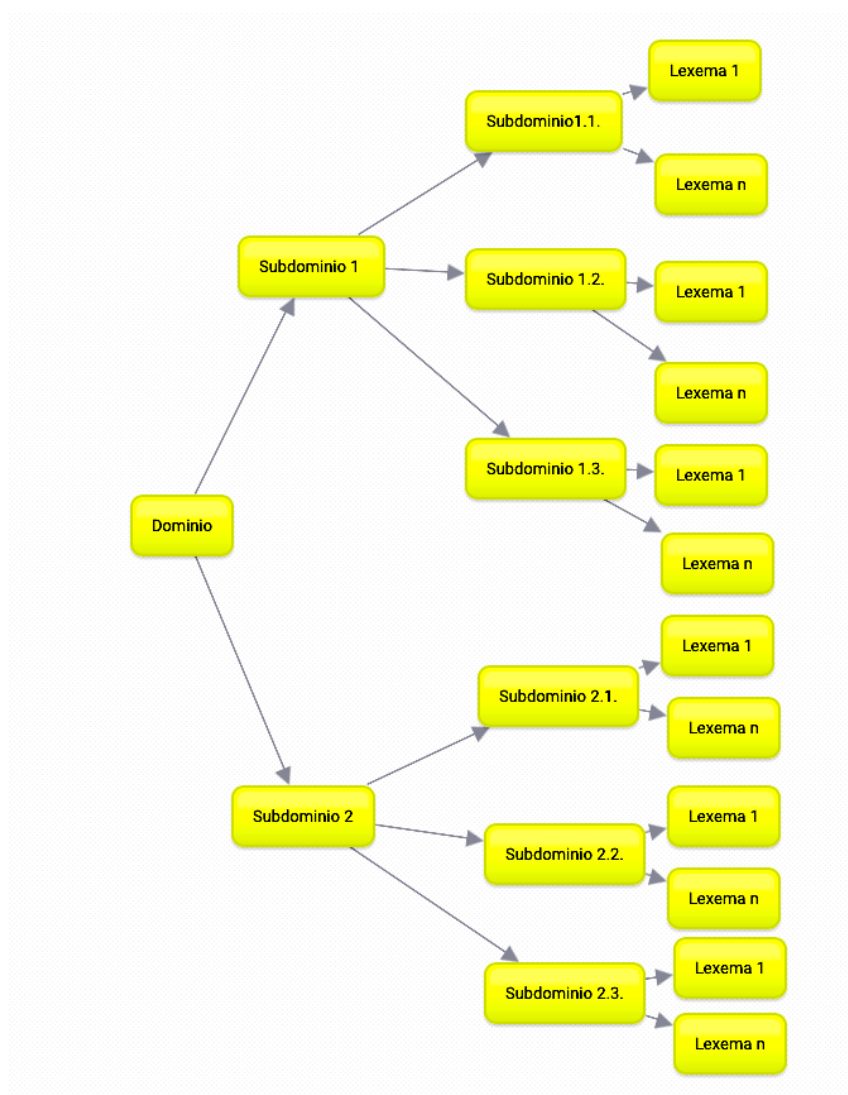 Lexema 1
Subdominio1.1.
Lexema n
Subdominio 1
Subdominio 1.2.
Lexema 1
Lexema n
Subdominio 1.3.
Lexema 1
Dominio
Lexema n
Lexema 1
Subdominio 2.1.
Lexema n
Subdominio 2
Lexema 1
Subdominio 2.2.
Lexema n
Lexema 1
Subdominio 2.3.
Lexema n